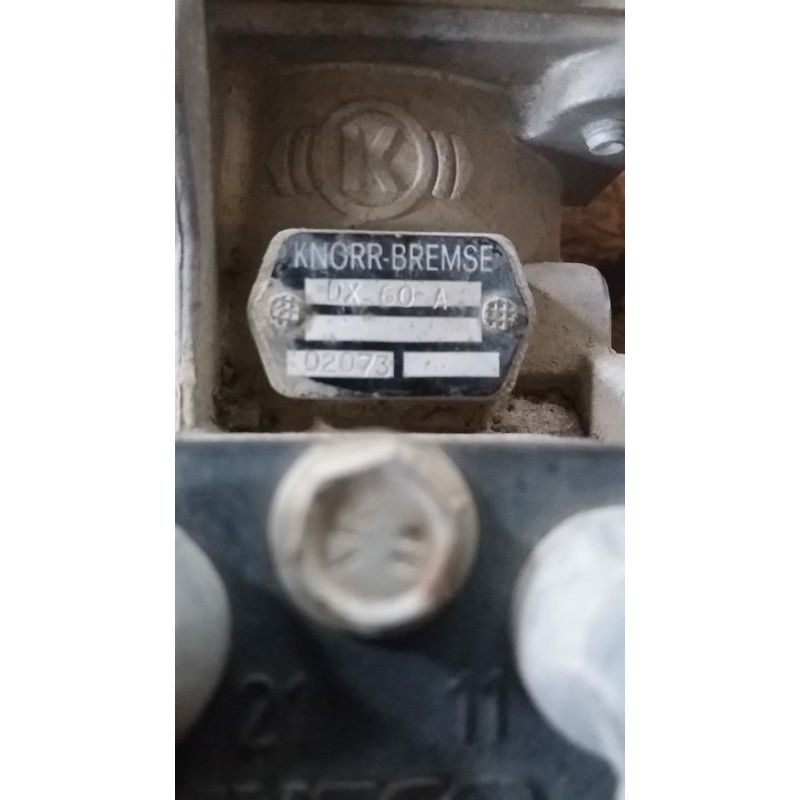 K
KNORR-BREMSE
DX 60 A
02073
21 11